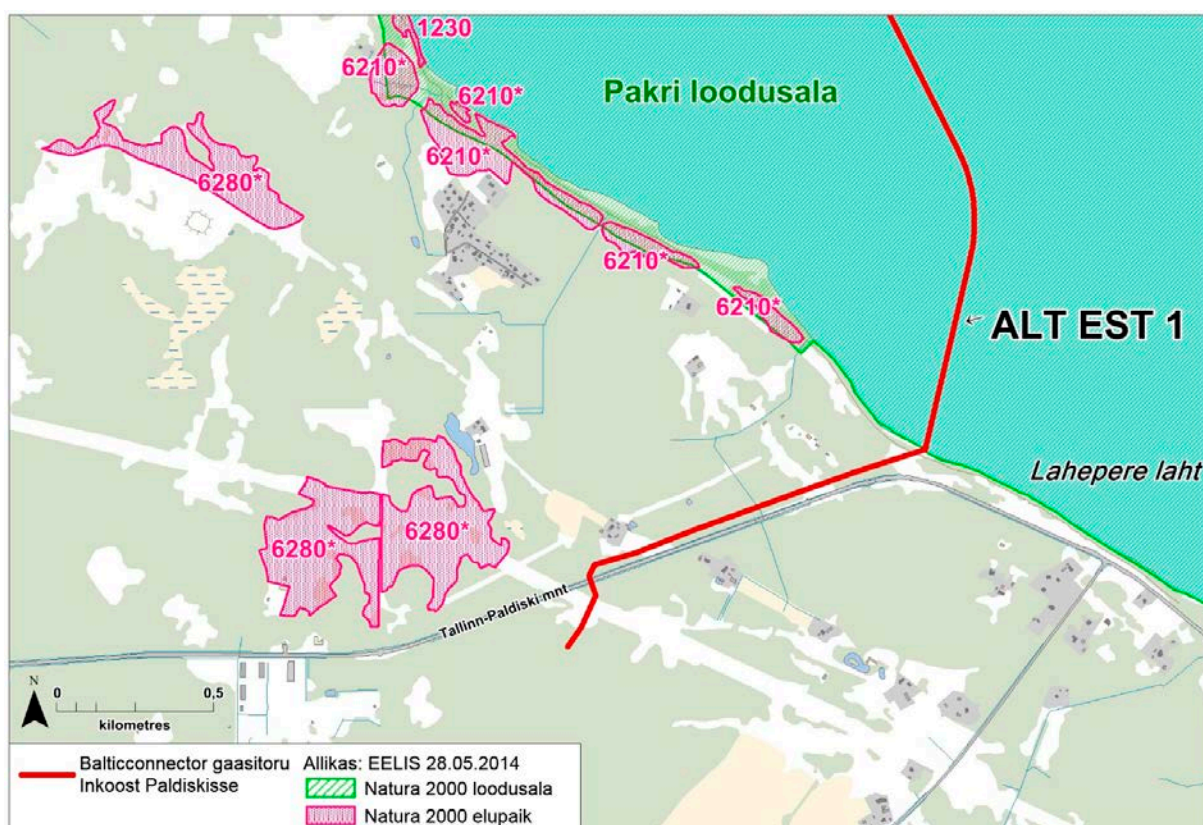 1230
6210*
6210*
Pakri loodusala
6210*
6280*
6210*
6210*
ALT EST 1
Lahepere laht
6280*
6280*
Tallinn-Paldiski mnt
N
0 0,5
kilometres
Balticconnector gaasitoru
Inkoost Paldiskisse
Allikas: EELIS 28.05.2014
Natura 2000 loodusala
Natura 2000 elupaik